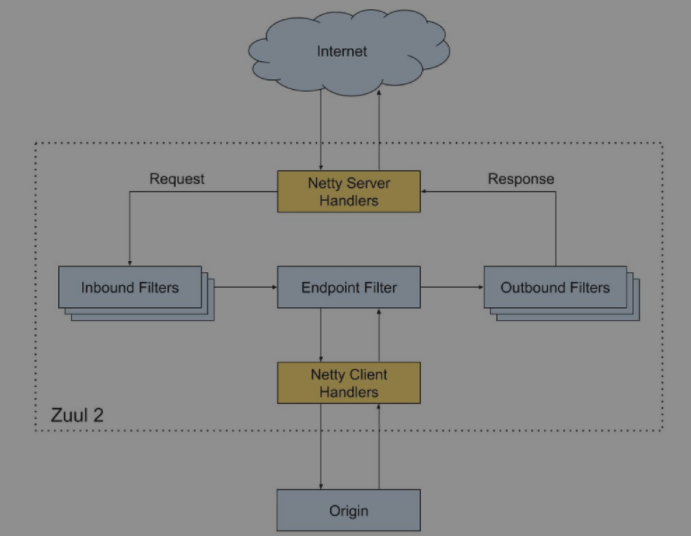 Internet
Request
Netty Server
Handlers
Response
Inbound Filters
Endpoint Filter
Outbound Filters
Netty Client
Handlers
Zuul 2
Origin